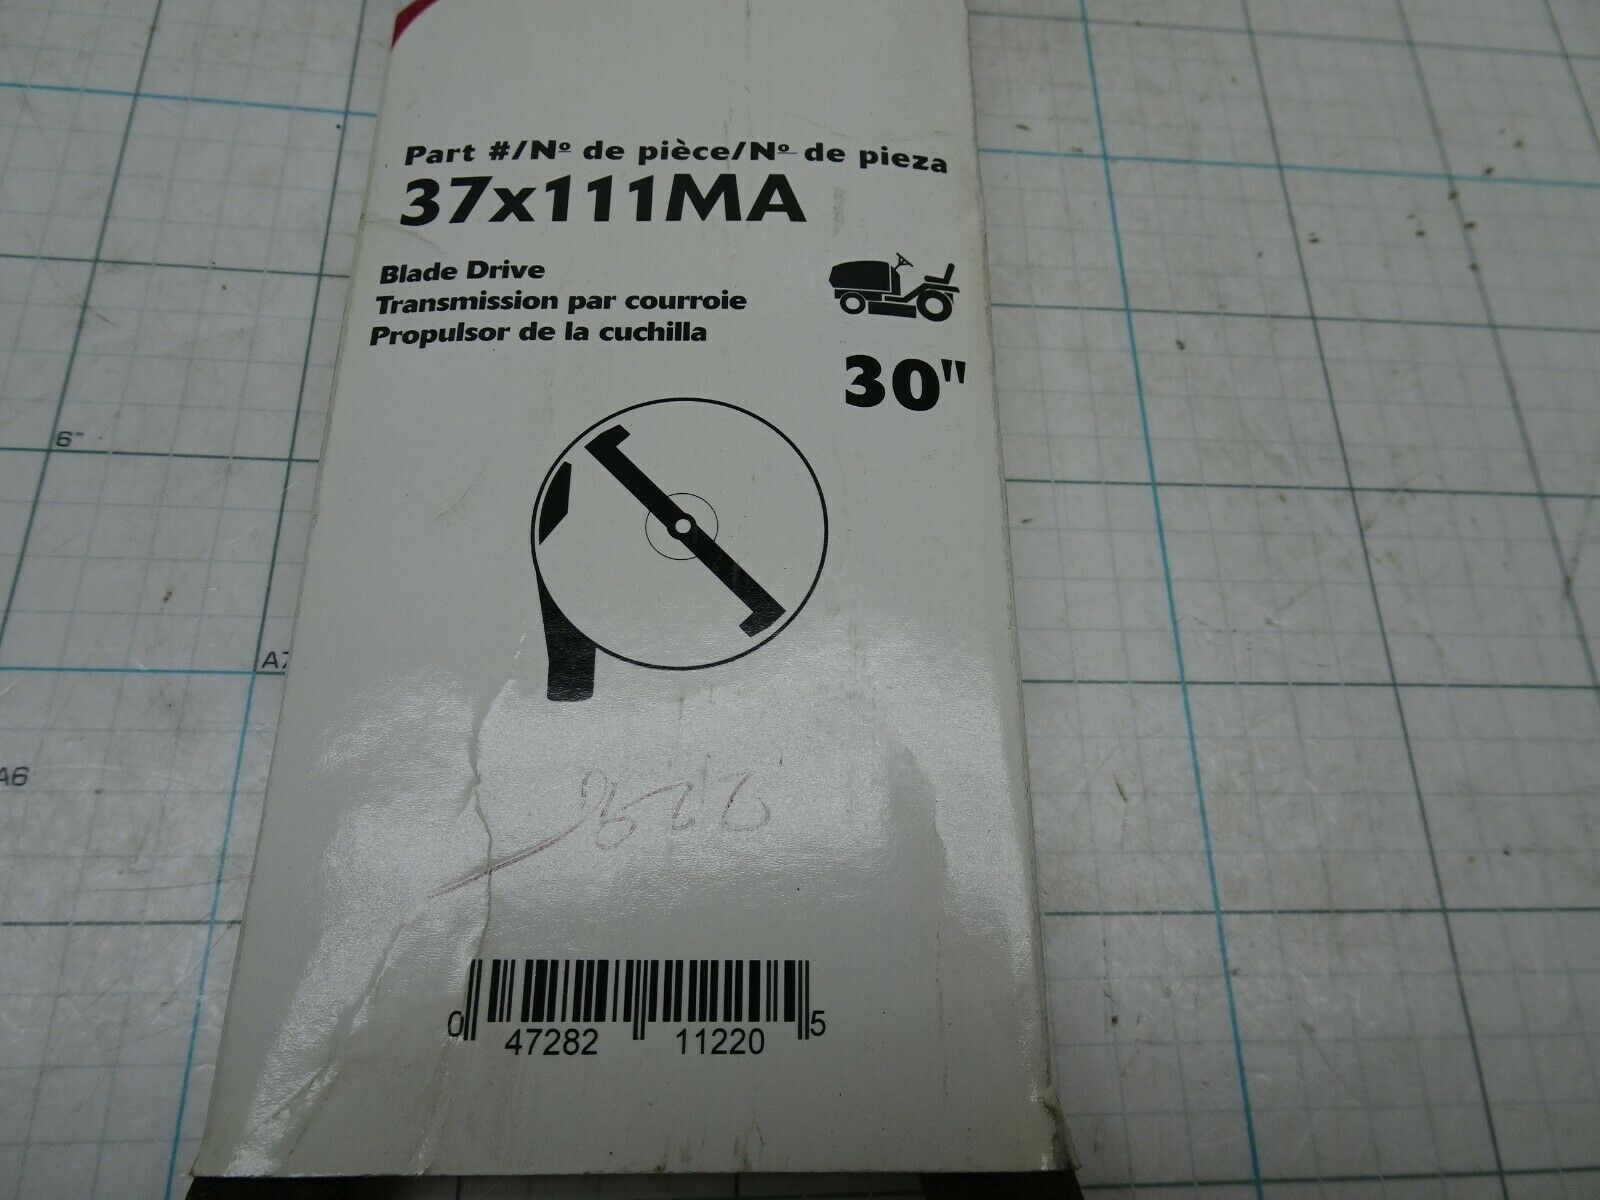 Part #/Nº de pièce/Nº de pieza
37x111MA
Blade Drive
Transmission par courroie
Propulsor de la cuchilla
30"
6"
A6
0 47282 11220 5